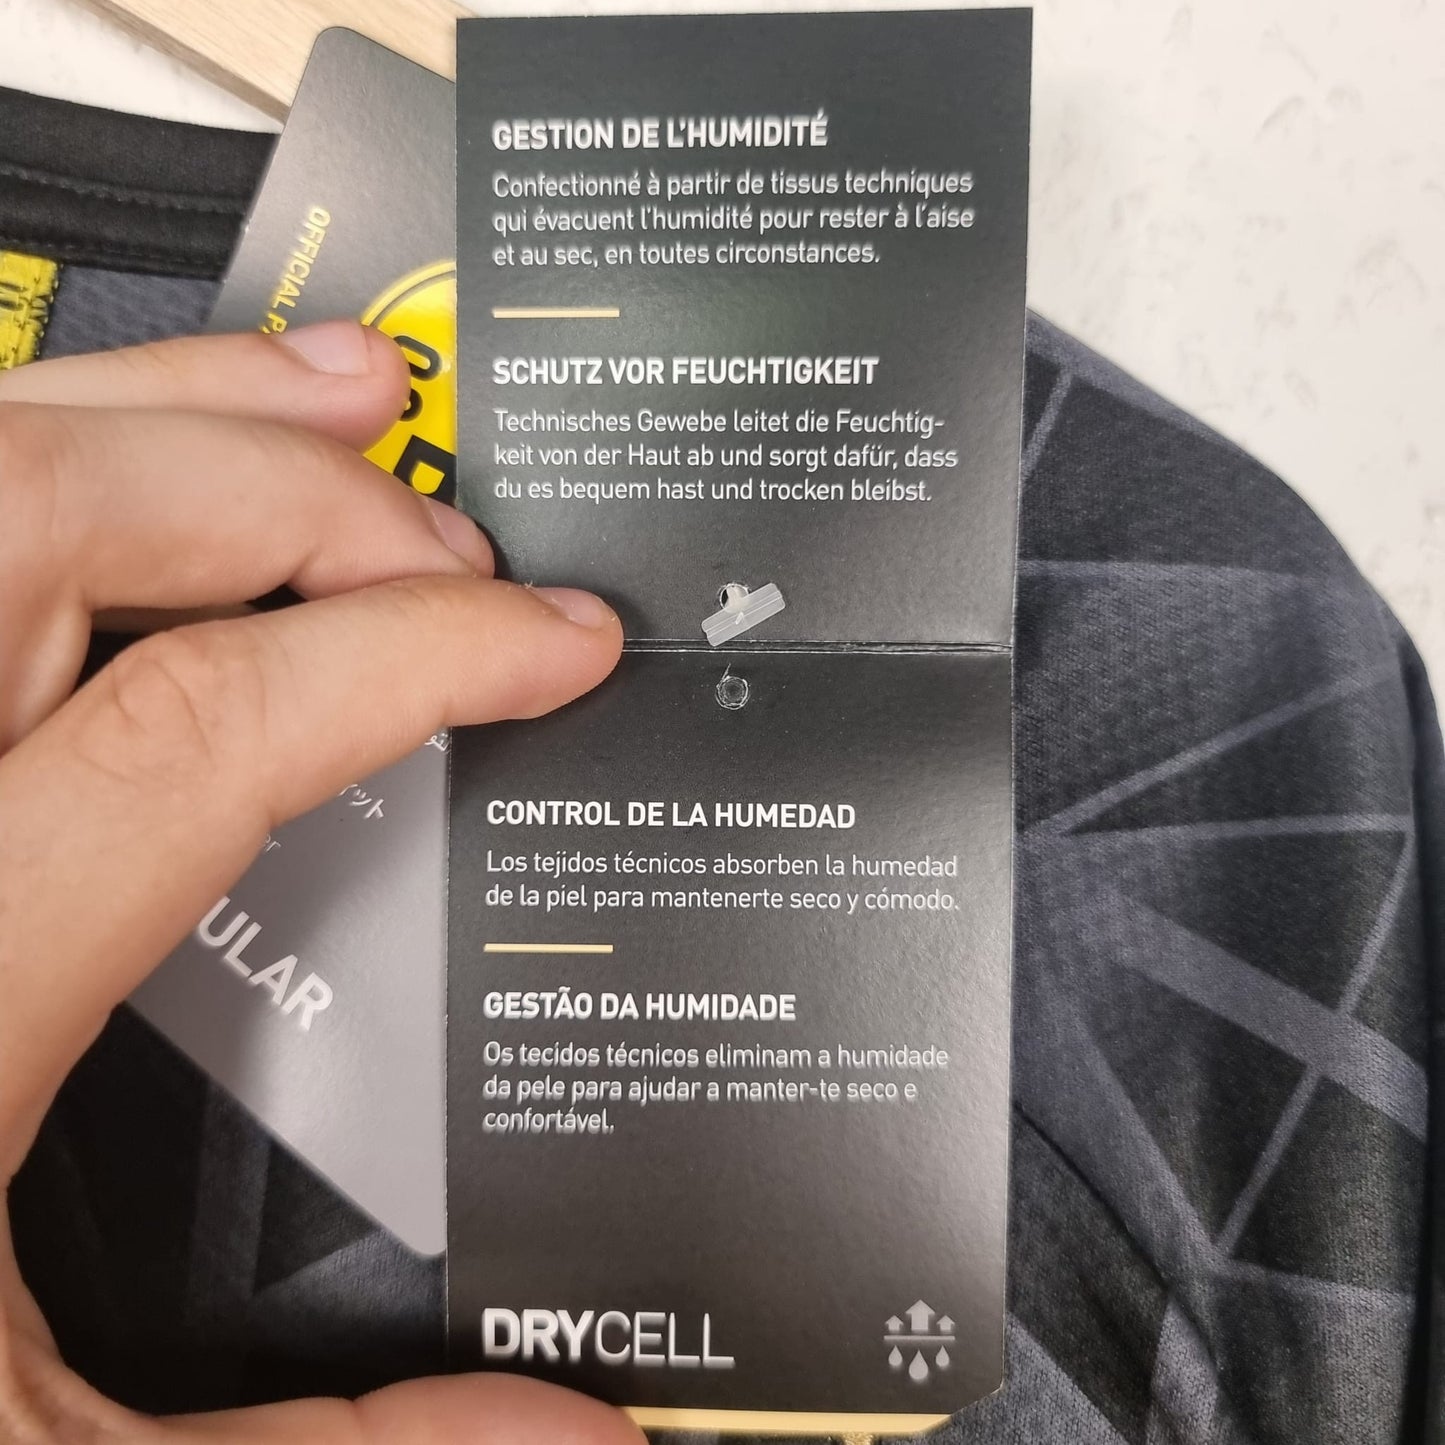 OFFICIAL
GESTION DE L'HUMIDITÉ
Confectionné à partir de tissus techniques
qui évacuent l'humidité pour rester à l'aise
et au sec, en toutes circonstances.
SCHUTZ VOR FEUCHTIGKEIT
Technisches Gewebe leitet die Feuchtig-
keit von der Haut ab und sorgt dafür, dass
du es bequem hast und trocken bleibst.
CONTROL DE LA HUMEDAD
Los tejidos técnicos absorben la humedad
de la piel para mantenerte seco y cómodo.
GESTÃO DA HUMIDADE
Os tecidos técnicos eliminam a humidade
da pele para ajudar a manter-te seco e
confortável.
DRYCELL
ULAR